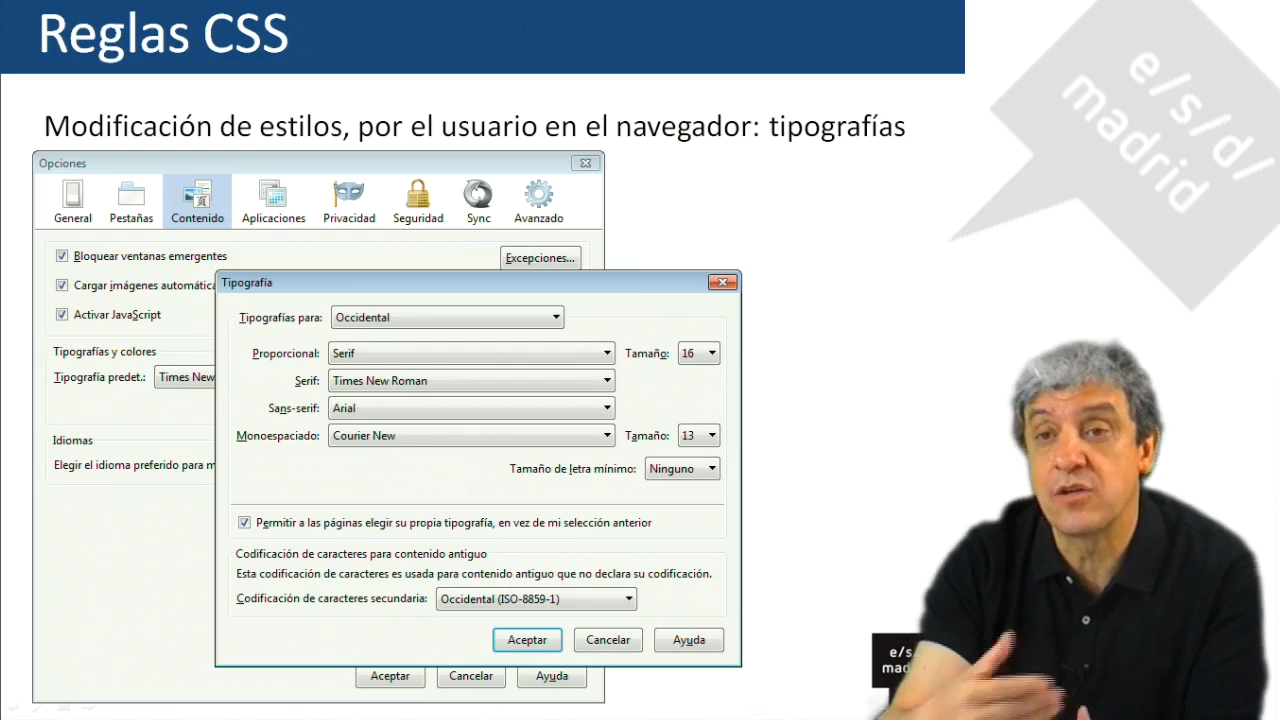 Reglas CSS
e/s/d/
madrid
Modificación de estilos, por el usuario en el navegador: tipografías
Opciones
General Pestañas Contenido Aplicaciones Privacidad Seguridad Sync Avanzado
Bloquear ventanas emergentes Excepciones...
Cargar imágenes automática
Activar JavaScript
Tipografías y colores
Tipografía predet.: Times New
Idiomas
Elegir el idioma preferido para m
Tipografía
Tipografías para: Occidental
Proporcional: Serif Tamaño: 16
Serif: Times New Roman
Sans-serif: Arial
Monoespaciado: Courier New Tamaño: 13
Tamaño de letra mínimo: Ninguno
Permitir a las páginas elegir su propia tipografía, en vez de mi selección anterior
Codificación de caracteres para contenido antiguo
Esta codificación de caracteres es usada para contenido antiguo que no declara su codificación.
Codificación de caracteres secundaria: Occidental (ISO-8859-1)
Aceptar Cancelar Ayuda
Aceptar Cancelar Ayuda
e/s
mad